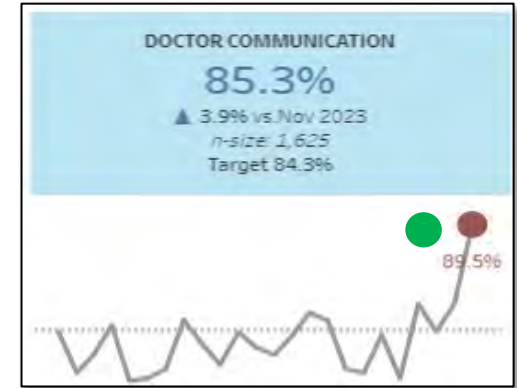 DOCTOR COMMUNICATION
85.3%
▲ 3.9% vs Nov 2023
n-size: 1,625
Target 84.3%
89.5%